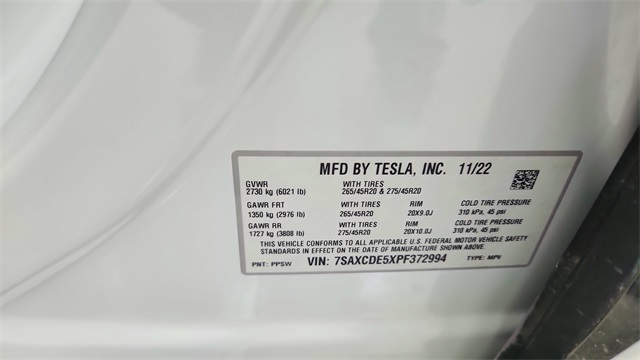 MFD BY TESLA, INC. 11/22
GVWR WITH TIRES
2730 kg (6021 lb) 265/45R20 & 275/45R20
GAWR FRT WITH TIRES RIM COLD TIRE PRESSURE
1350 kg (2976 lb) 265/45R20 20X9.0J 310 kPa, 45 psi
GAWR RR WITH TIRES RIM COLD TIRE PRESSURE
1727 kg (3808 lb) 275/45R20 20X10.0J 310 kPa, 45 psi
THIS VEHICLE CONFORMS TO ALL APPLICABLE U.S. FEDERAL MOTOR VEHICLE SAFETY
STANDARDS IN EFFECT ON THE DATE OF MANUFACTURE SHOWN ABOVE.
PNT: PPSW VIN: 7SAXCDE5XPF372994 TYPE: MPV